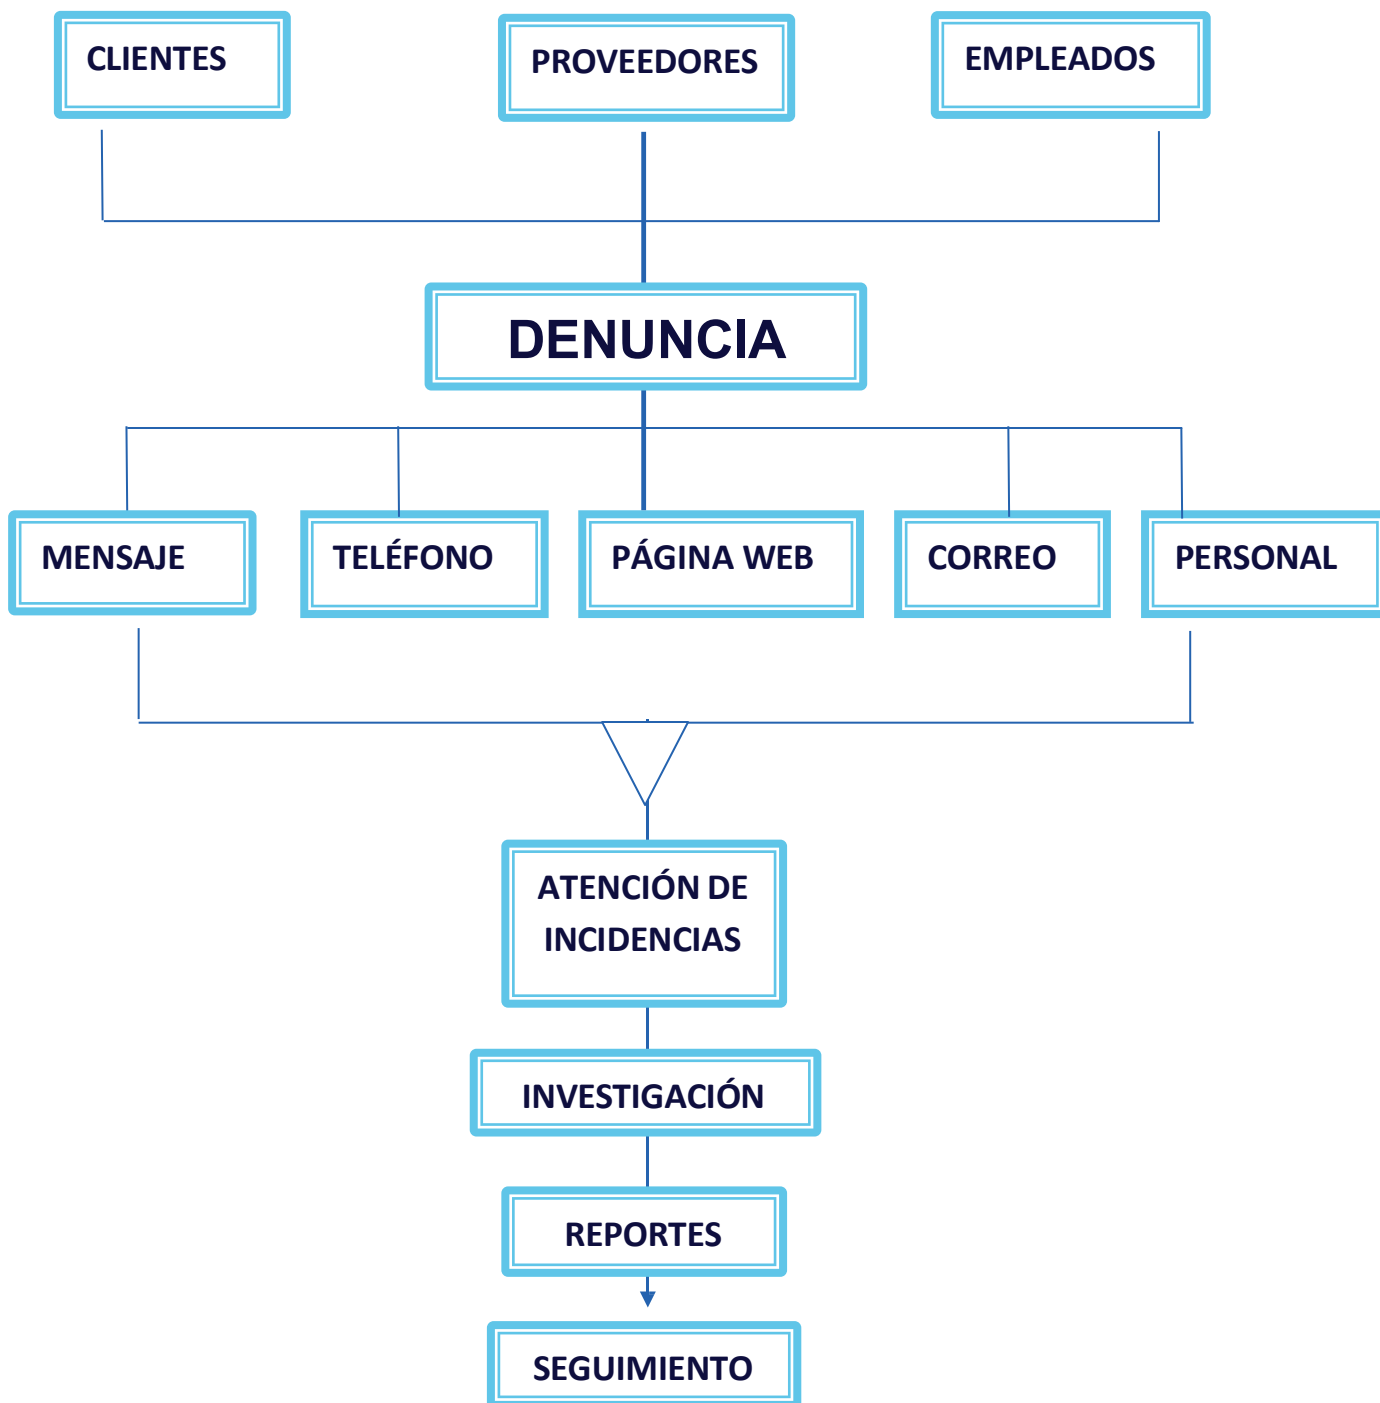 CLIENTES
PROVEEDORES
EMPLEADOS
DENUNCIA
MENSAJE
TELÉFONO
PÁGINA WEB
CORREO
PERSONAL
ATENCIÓN DE
INCIDENCIAS
INVESTIGACIÓN
REPORTES
SEGUIMIENTO